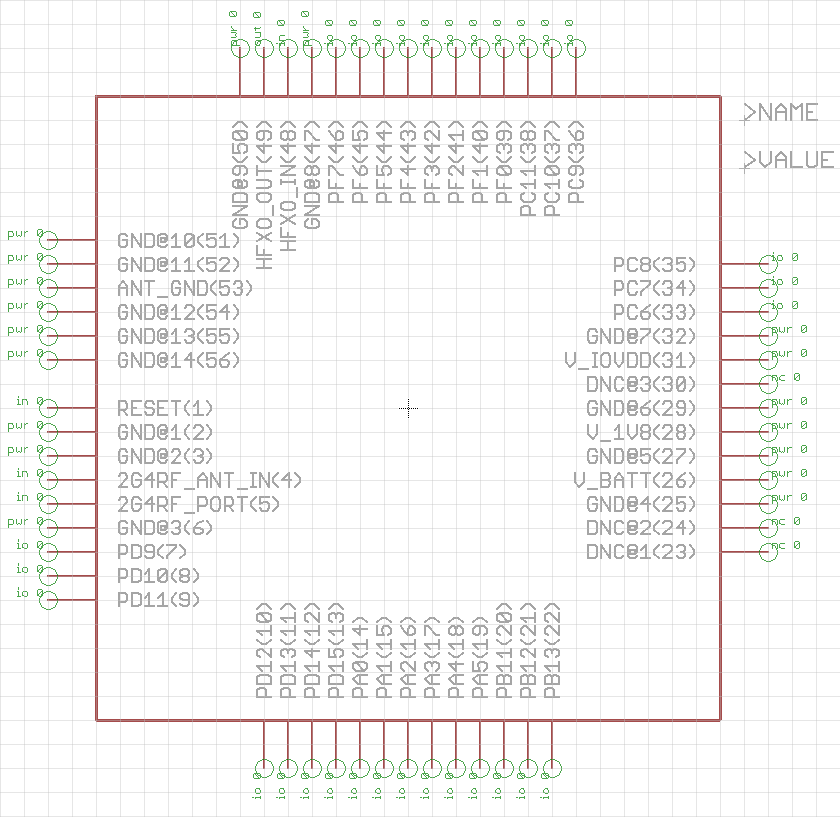 pwr 0
out 0
in 0
pwr 0
io 0
io 0
io 0
io 0
io 0
io 0
io 0
io 0
io 0
io 0
io 0
>NAME
>VALUE
GND@9(50)
HFXO_OUT(49)
HFXO_IN(48)
GND@8(47)
PF7(46)
PF6(45)
PF5(44)
PF4(43)
PF3(42)
PF2(41)
PF1(40)
PF0(39)
PC11(38)
PC10(37)
PC9(36)
pwr 0 GND@10(51)
pwr 0 GND@11(52)
pwr 0 ANT_GND(53)
pwr 0 GND@12(54)
pwr 0 GND@13(55)
pwr 0 GND@14(56)
in 0 RESET(1)
pwr 0 GND@1(2)
pwr 0 GND@2(3)
in 0 2G4RF_ANT_IN(4)
in 0 2G4RF_PORT(5)
pwr 0 GND@3(6)
io 0 PD9(7)
io 0 PD10(8)
io 0 PD11(9)
PC8(35) io 0
PC7(34) io 0
PC6(33) io 0
GND@7(32) pwr 0
V_IOVDD(31) pwr 0
DNC@3(30) nc 0
GND@6(29) pwr 0
V_1V8(28) pwr 0
GND@5(27) pwr 0
V_BATT(26) pwr 0
GND@4(25) pwr 0
DNC@2(24) nc 0
DNC@1(23) nc 0
PD12(10)
PD13(11)
PD14(12)
PD15(13)
PA0(14)
PA1(15)
PA2(16)
PA3(17)
PA4(18)
PA5(19)
PB11(20)
PB12(21)
PB13(22)
io 0
io 0
io 0
io 0
io 0
io 0
io 0
io 0
io 0
io 0
io 0
io 0
io 0